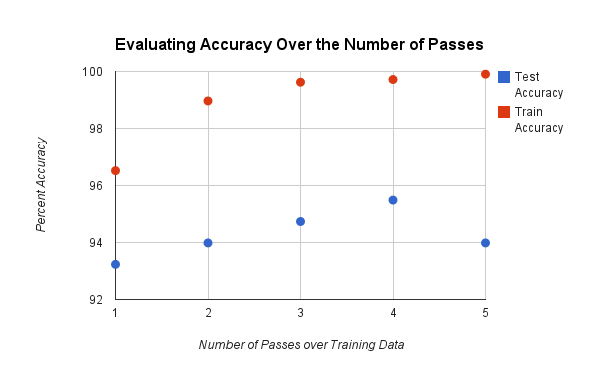 Evaluating Accuracy Over the Number of Passes
100
98
96
94
92
Percent Accuracy
1 2 3 4 5
Number of Passes over Training Data
Test
Accuracy
Train
Accuracy